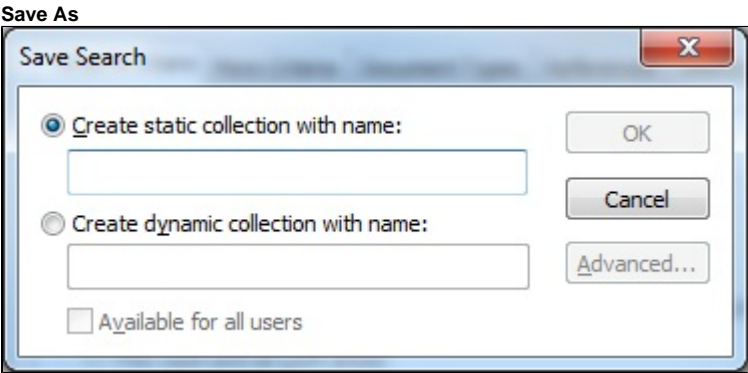 Save As
Save Search
Create static collection with name:
OK
Cancel
Create dynamic collection with name:
Advanced...
Available for all users